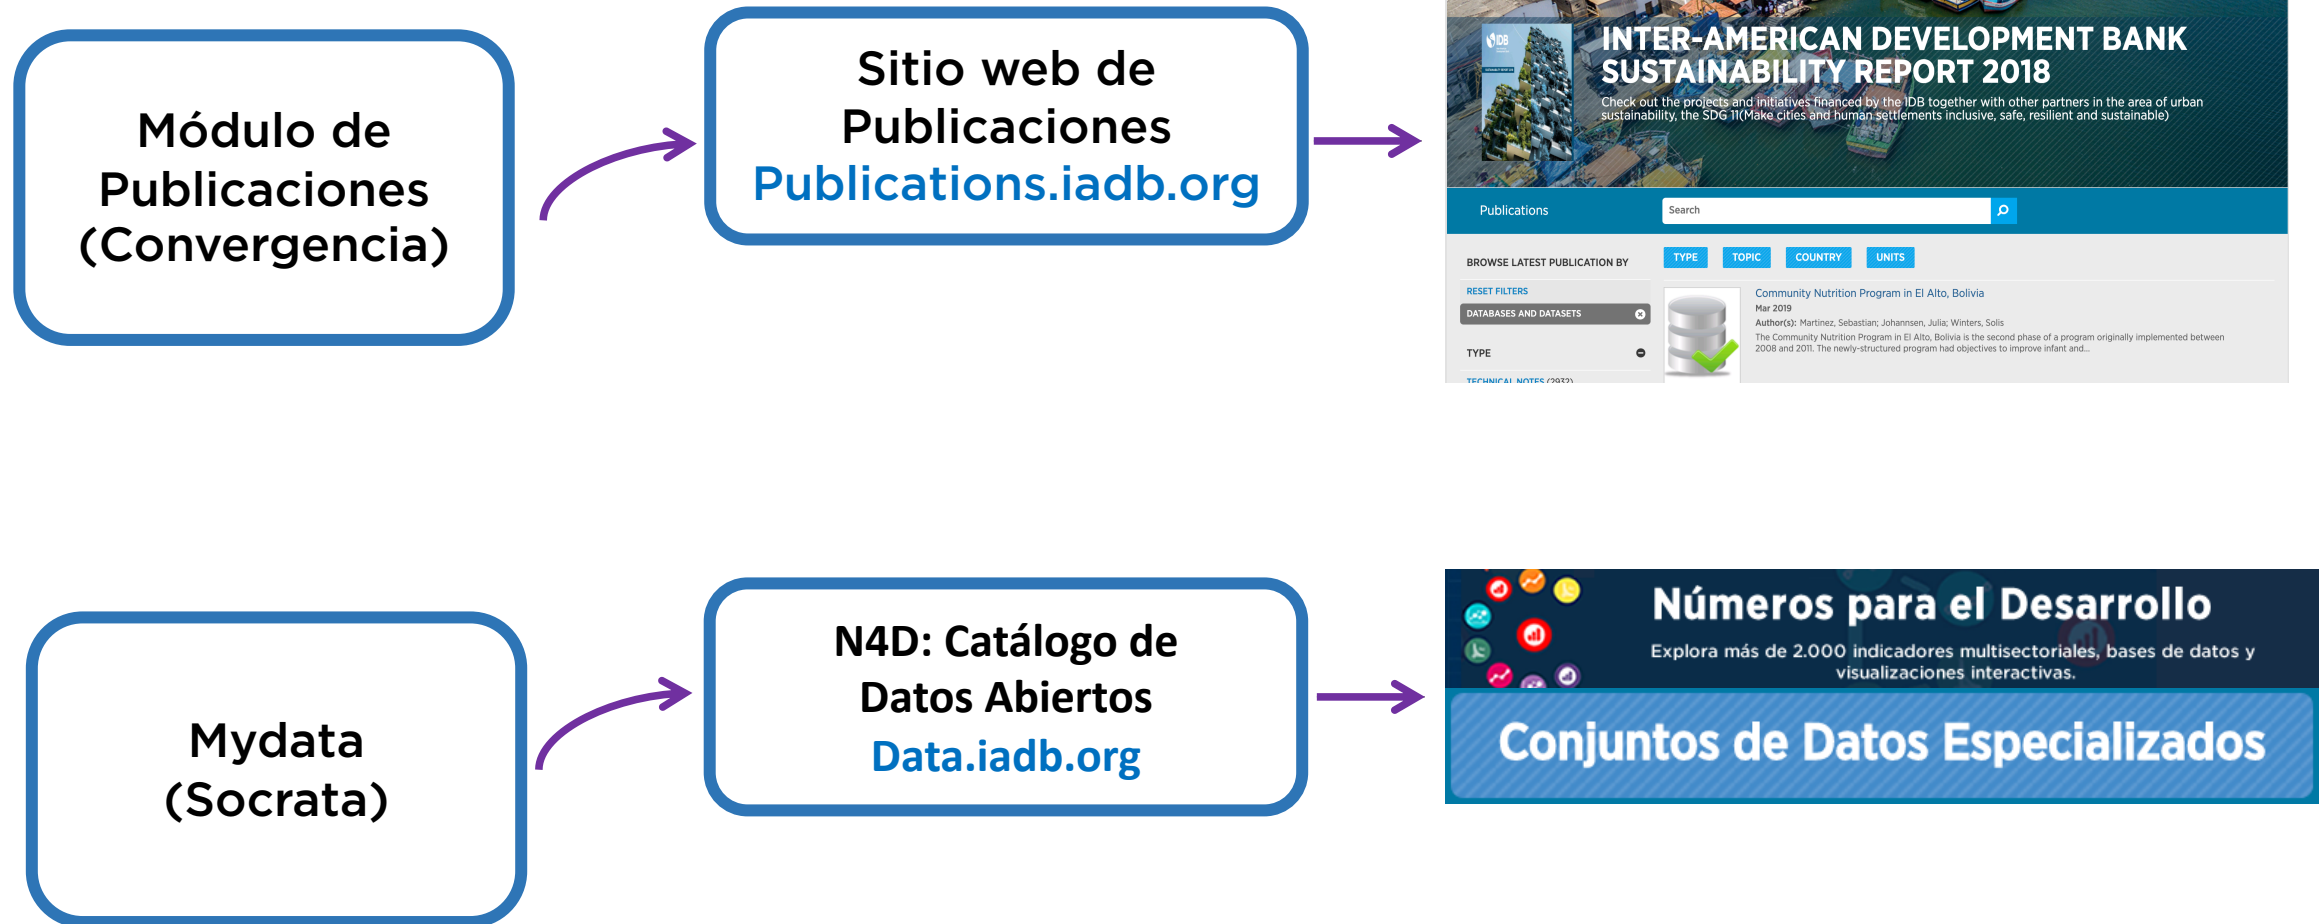 Módulo de
Publicaciones
(Convergencia)
Sitio web de
Publicaciones
Publications.iadb.org
IDB
INTER-AMERICAN DEVELOPMENT BANK
SUSTAINABILITY REPORT 2018
Check out the projects and initiatives financed by the IDB together with other partners in the area of urban
sustainability, the SDG 11(Make cities and human settlements inclusive, safe, resilient and sustainable)
Publications
Search
BROWSE LATEST PUBLICATION BY
TYPE TOPIC COUNTRY UNITS
RESET FILTERS
DATABASES AND DATASETS
TYPE
TECHNICAL NOTES (2932)
Community Nutrition Program in El Alto, Bolivia
Mar 2019
Author(s): Martinez, Sebastian; Johannsen, Julia; Winters, Solis
The Community Nutrition Program in El Alto, Bolivia is the second phase of a program originally implemented between
2008 and 2011. The newly-structured program had objectives to improve infant and...
Mydata
(Socrata)
N4D: Catálogo de
Datos Abiertos
Data.iadb.org
Números para el Desarrollo
Explora más de 2.000 indicadores multisectoriales, bases de datos y
visualizaciones interactivas.
Conjuntos de Datos Especializados